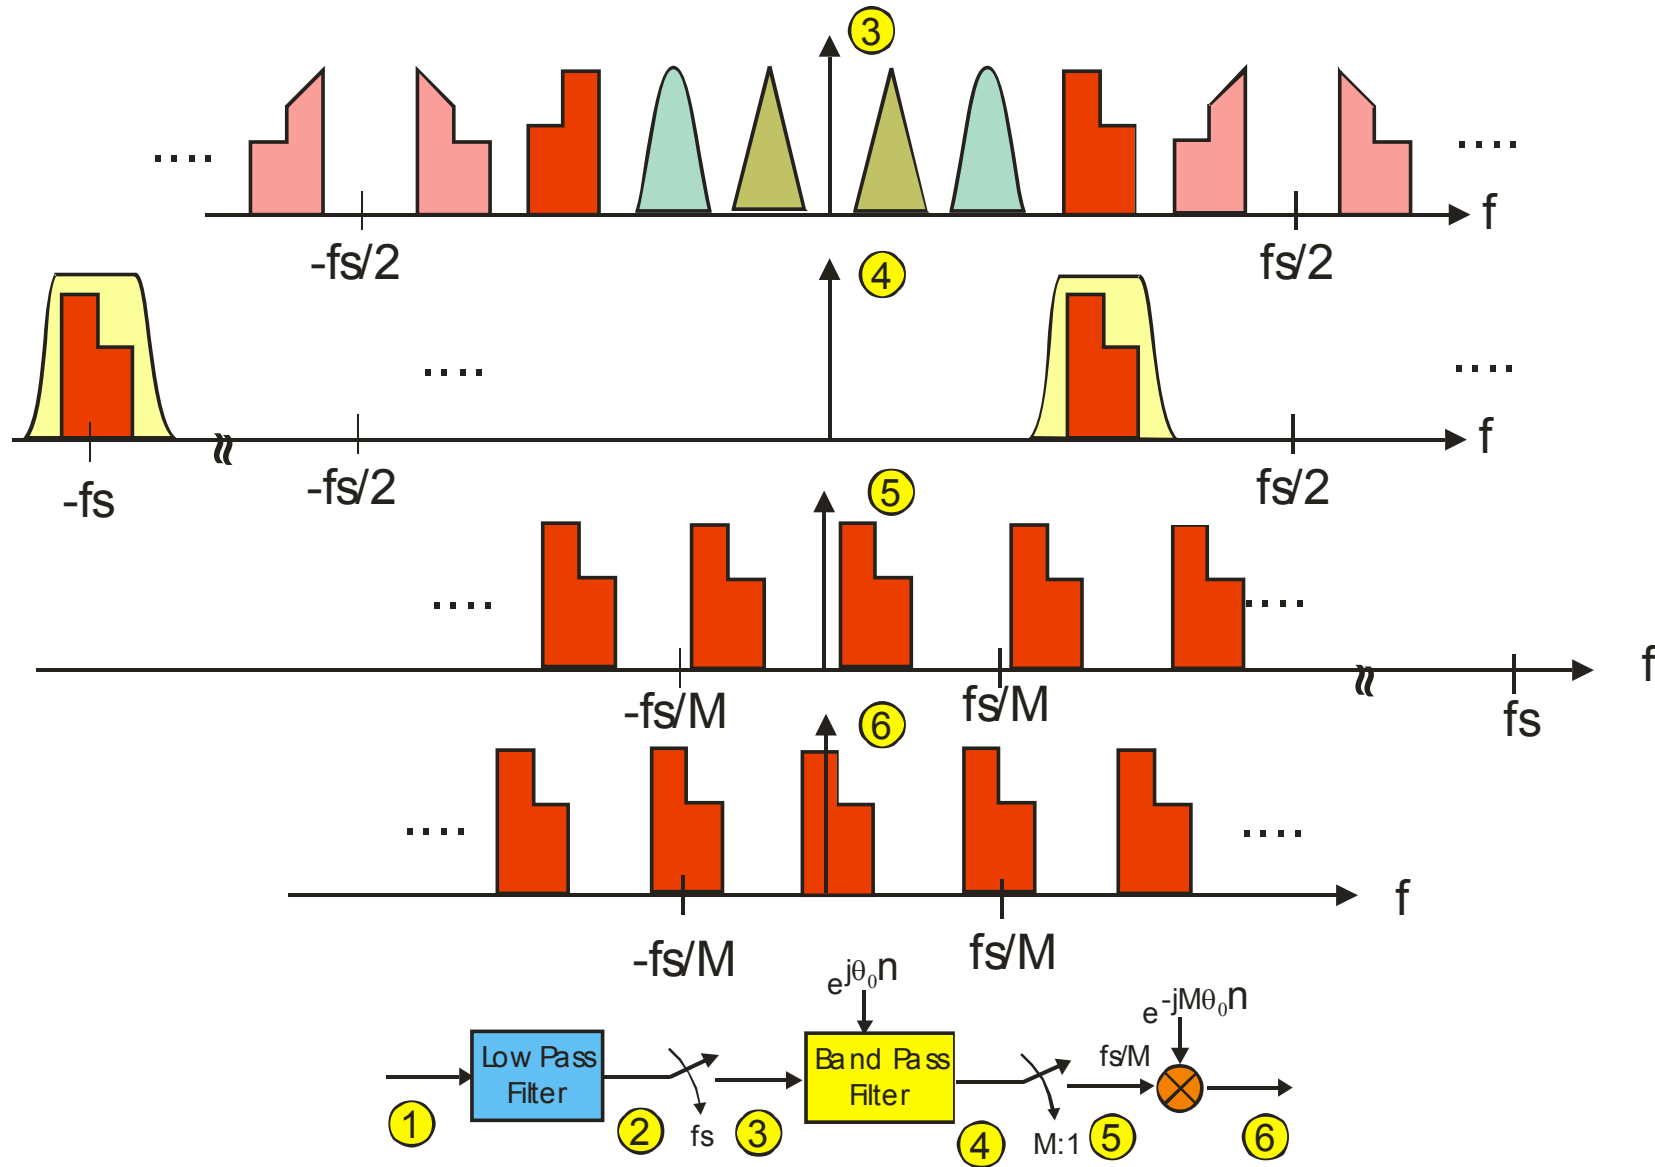 3
f
-fs/2
fs/2
4
f
-fs
-fs/2
fs/2
5
f
-fs/M
fs/M
fs
6
f
-fs/M
fs/M
e^jθ₀n
e^-jMθ₀n
Low Pass
Filter
Band Pass
Filter
fs/M
1
2
fs
3
4
M:1
5
6